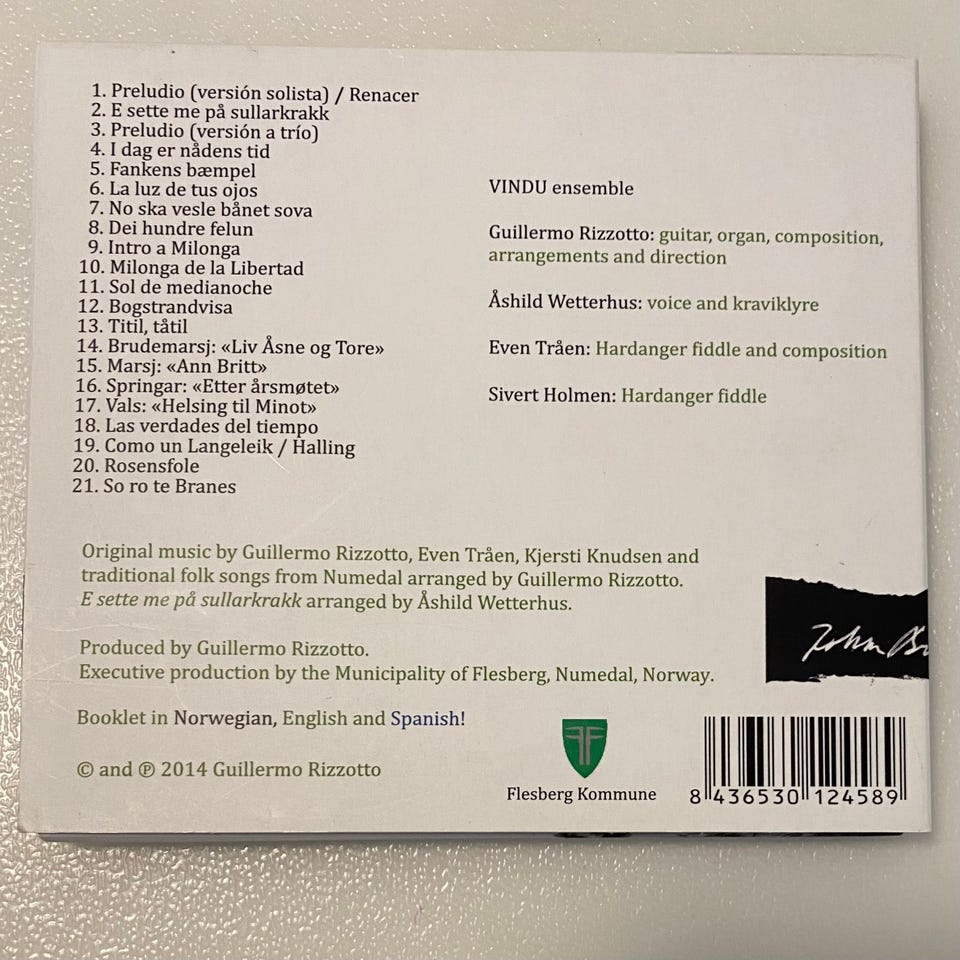 1. Preludio (versión solista) / Renacer
2. E sette me på sullarkrakk
3. Preludio (versión a trío)
4. I dag er nådens tid
5. Fankens bæmpel
6. La luz de tus ojos
7. No ska vesle bånet sova
8. Dei hundre felun
9. Intro a Milonga
10. Milonga de la Libertad
11. Sol de medianoche
12. Bogstrandvisa
13. Titil, tåtil
14. Brudemarsj: «Liv Åsne og Tore»
15. Marsj: «Ann Britt»
16. Springar: «Etter årsmøtet»
17. Vals: «Helsing til Minot»
18. Las verdades del tiempo
19. Como un Langeleik / Halling
20. Rosensfole
21. So ro te Branes
VINDU ensemble
Guillermo Rizzotto: guitar, organ, composition,
arrangements and direction
Åshild Wetterhus: voice and kraviklyre
Even Tråen: Hardanger fiddle and composition
Sivert Holmen: Hardanger fiddle
Original music by Guillermo Rizzotto, Even Tråen, Kjersti Knudsen and
traditional folk songs from Numedal arranged by Guillermo Rizzotto.
E sette me på sullarkrakk arranged by Åshild Wetterhus.
Produced by Guillermo Rizzotto.
Executive production by the Municipality of Flesberg, Numedal, Norway.
Booklet in Norwegian, English and Spanish!
© and ℗ 2014 Guillermo Rizzotto
Flesberg Kommune
8 436530 124589
John